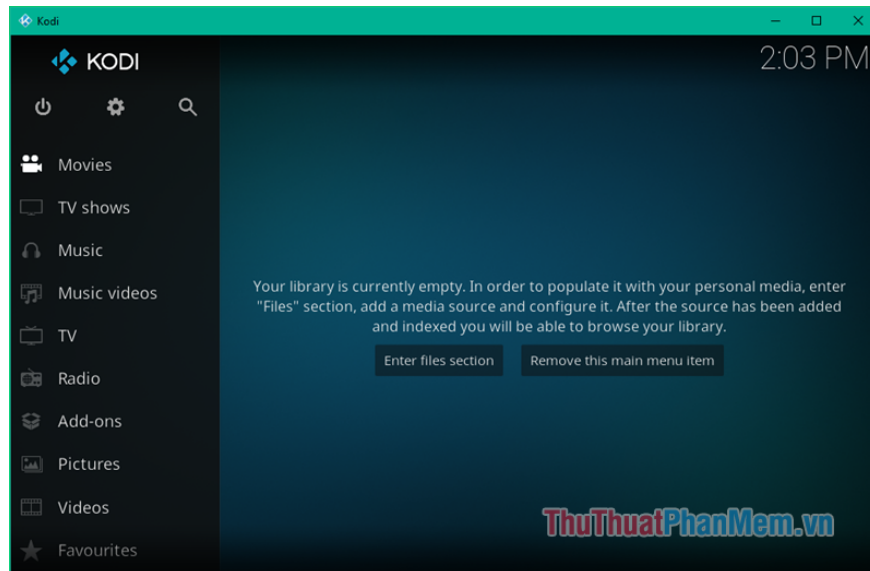 Kodi
KODI
2:03 PM
Movies
TV shows
Music
Music videos
TV
Radio
Add-ons
Pictures
Videos
Favourites
Your library is currently empty. In order to populate it with your personal media, enter
"Files" section, add a media source and configure it. After the source has been added
and indexed you will be able to browse your library.
Enter files section
Remove this main menu item
ThuThuatPhanMem.vn